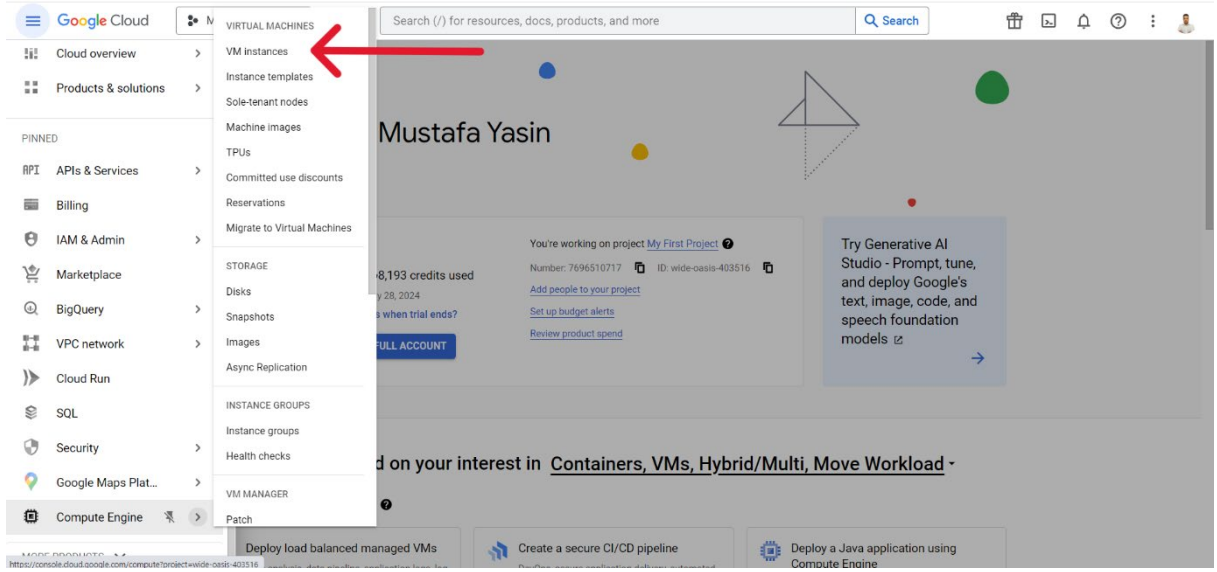 Google Cloud
M
Search (/) for resources, docs, products, and more
Search
Cloud overview
Products & solutions
PINNED
API APIs & Services
Billing
IAM & Admin
Marketplace
BigQuery
VPC network
Cloud Run
SQL
Security
Google Maps Plat...
Compute Engine
MORE PRODUCTS
https://console.cloud.google.com/compute?project=wide-oasis-403516
VIRTUAL MACHINES
VM instances
Instance templates
Sole-tenant nodes
Machine images
TPUs
Committed use discounts
Reservations
Migrate to Virtual Machines
STORAGE
Disks
Snapshots
Images
Async Replication
INSTANCE GROUPS
Instance groups
Health checks
VM MANAGER
Patch
Mustafa Yasin
8,193 credits used
y 28, 2024
s when trial ends?
FULL ACCOUNT
You're working on project My First Project
Number: 7696510717 ID: wide-oasis-403516
Add people to your project
Set up budget alerts
Review product spend
Try Generative AI
Studio - Prompt, tune,
and deploy Google's
text, image, code, and
speech foundation
models
d on your interest in Containers, VMs, Hybrid/Multi, Move Workload
Deploy load balanced managed VMs
Create a secure CI/CD pipeline
Deploy a Java application using
Compute Engine